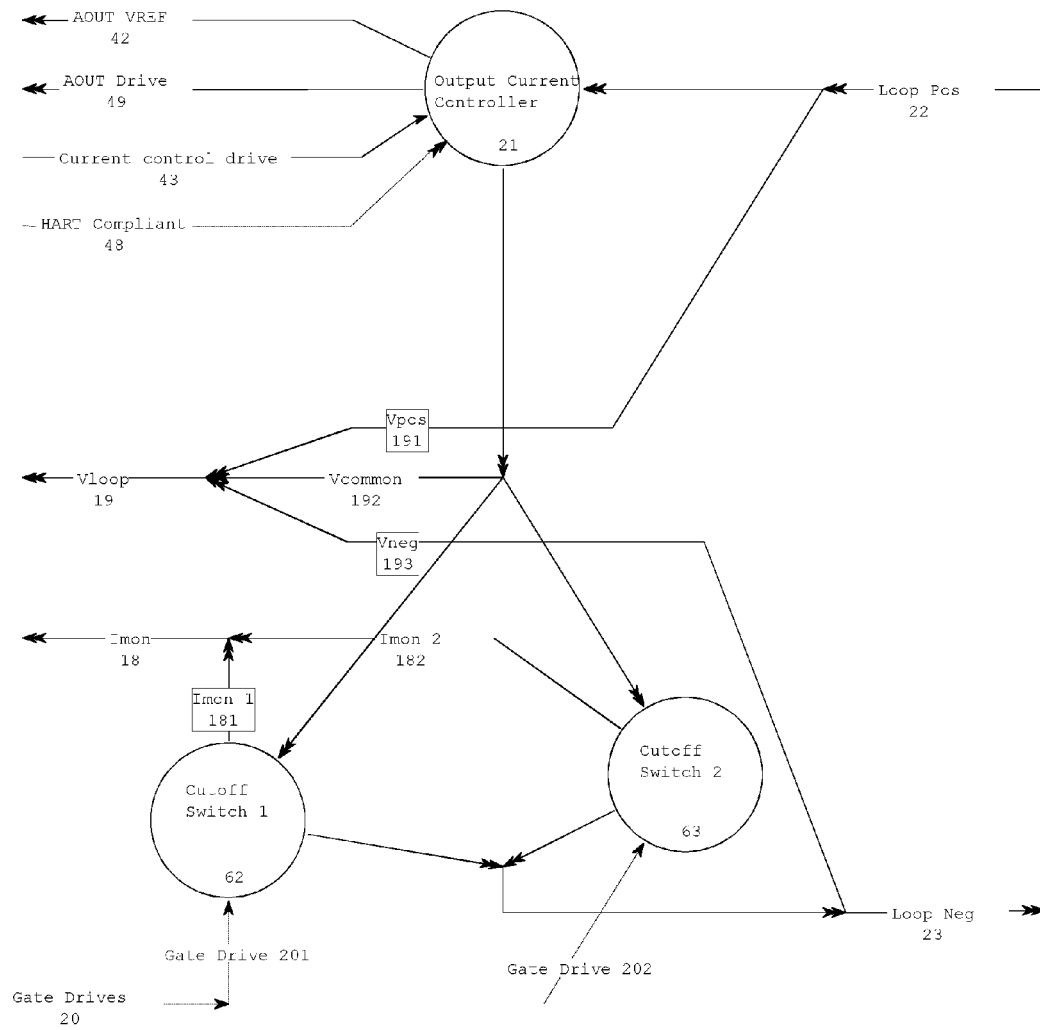 AOUT VREF
42
AOUT Drive
49
Output Current
Controller
21
Loop Pos
22
Current control drive
43
HART Compliant
48
Vpos
191
Vloop
19
Vcommon
192
Vneg
193
Imon
18
Imon 2
182
Imon 1
181
Cutoff
Switch 1
62
Cutoff
Switch 2
63
Loop Neg
23
Gate Drive 201
Gate Drive 202
Gate Drives
20